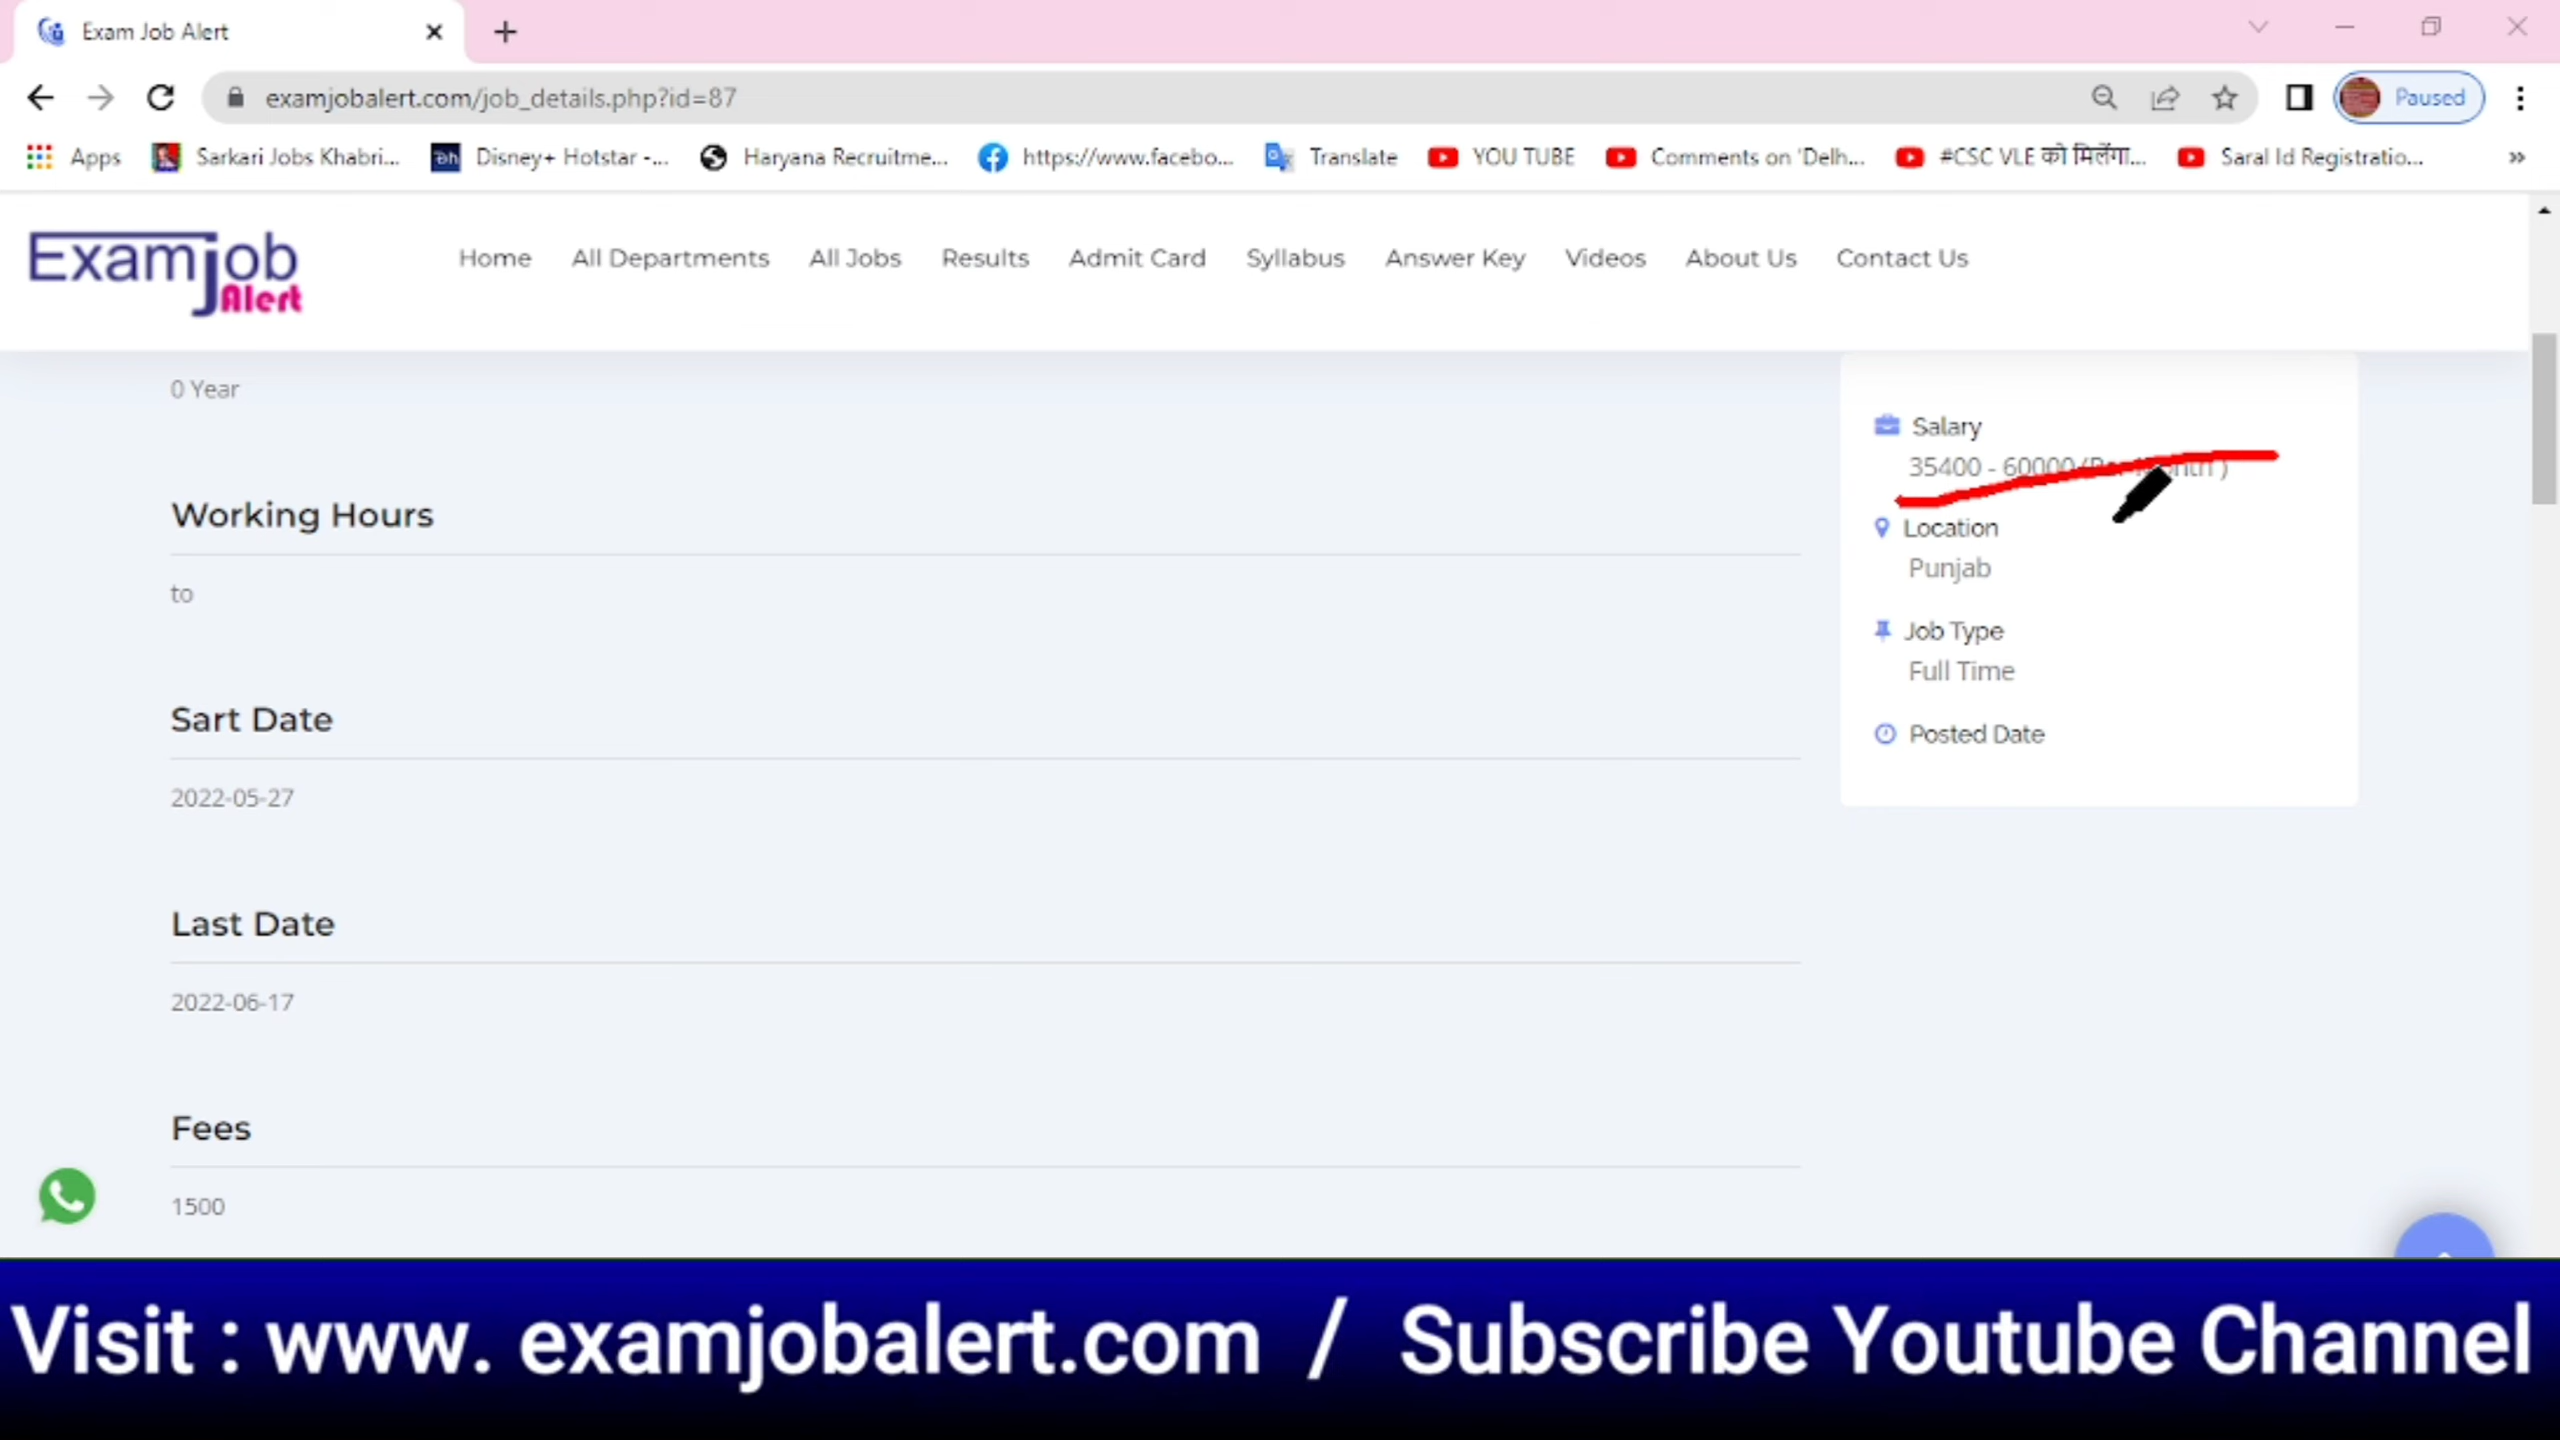 Exam Job Alert
examjobalert.com/job_details.php?id=87
Paused
Apps
Sarkari Jobs Khabri...
Disney+ Hotstar -...
Haryana Recruitme...
https://www.facebo...
Translate
YOU TUBE
Comments on 'Delh...
#CSC VLE को मिलेंगा...
Saral Id Registratio...
»
Examjob Alert
Home
All Departments
All Jobs
Results
Admit Card
Syllabus
Answer Key
Videos
About Us
Contact Us
0 Year
Working Hours
to
Sart Date
2022-05-27
Last Date
2022-06-17
Fees
1500
Salary
35400 - 60000 (Per Month )
Location
Punjab
Job Type
Full Time
Posted Date
Visit : www. examjobalert.com / Subscribe Youtube Channel